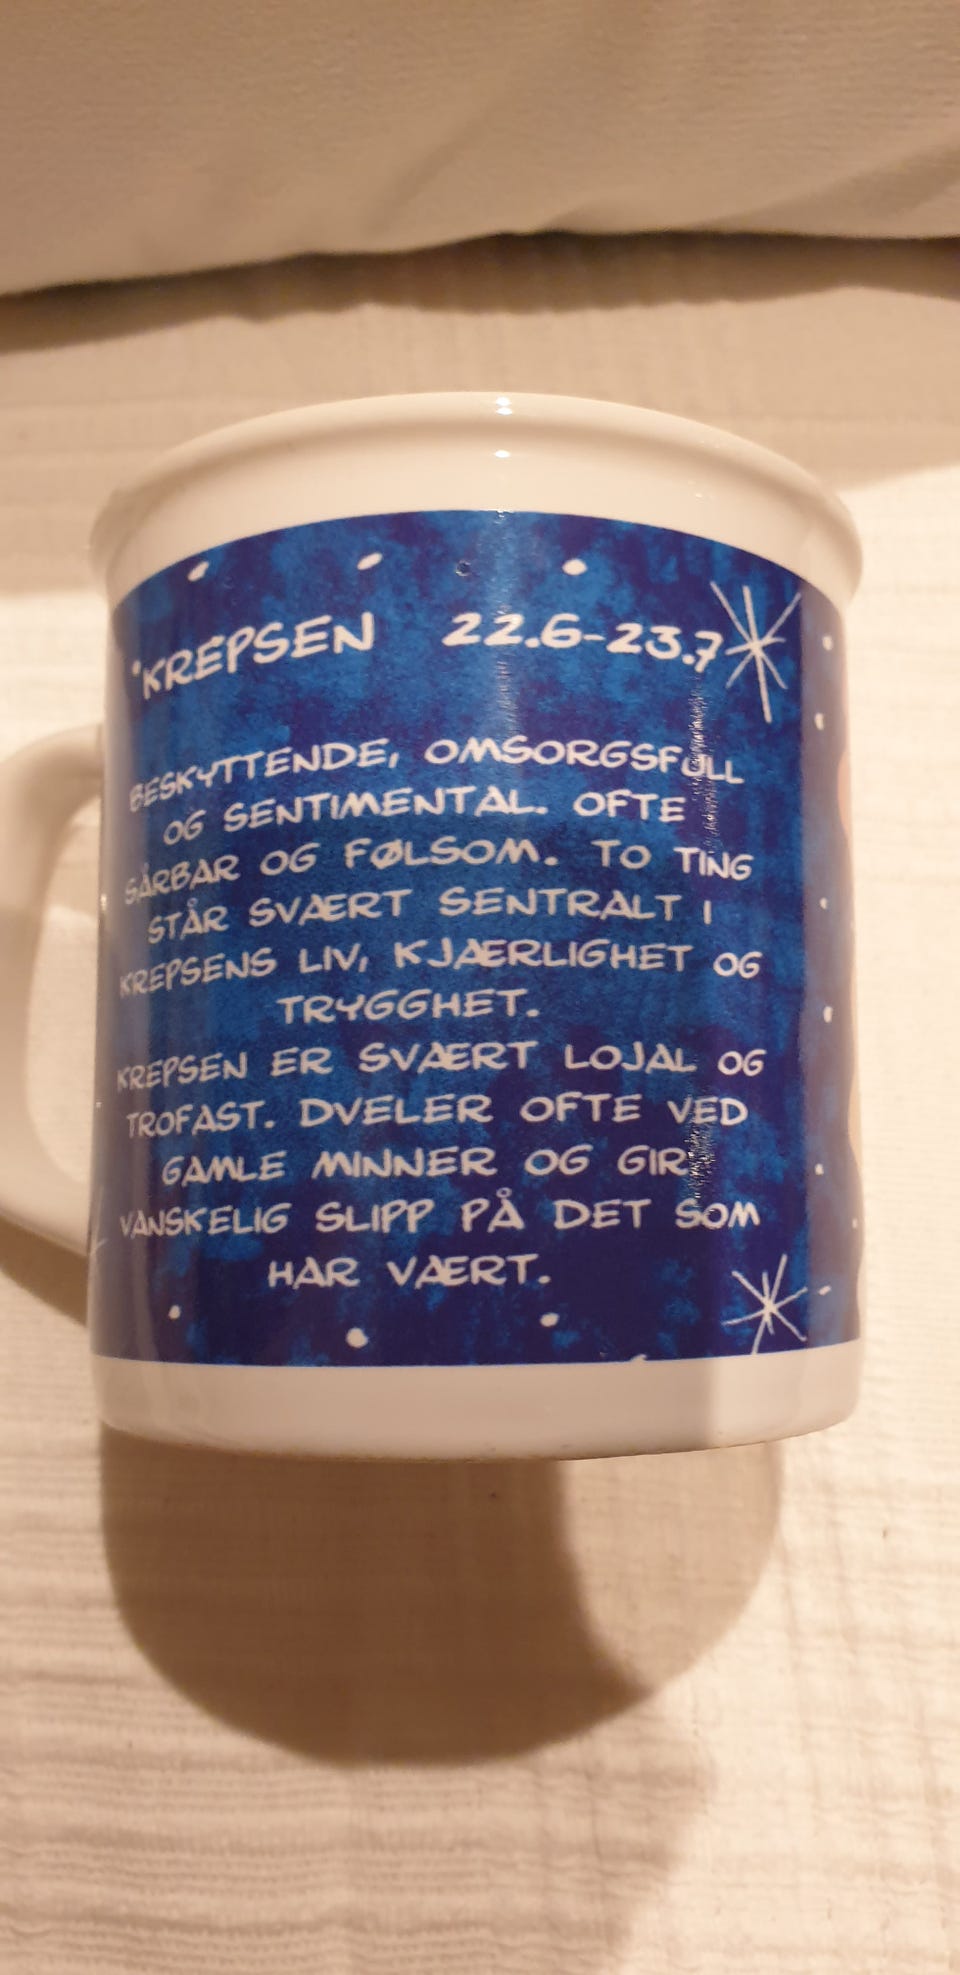 KREPSEN 22.6-23.7
BESKYTTENDE, OMSORGSFULL
OG SENTIMENTAL. OFTE
SÅRBAR OG FØLSOM. TO TING
STÅR SVÆRT SENTRALT I
KREPSENS LIV, KJÆRLIGHET OG
TRYGGHET.
KREPSEN ER SVÆRT LOJAL OG
TROFAST. DVELER OFTE VED
GAMLE MINNER OG GIR
VANSKELIG SLIPP PÅ DET SOM
HAR VÆRT.